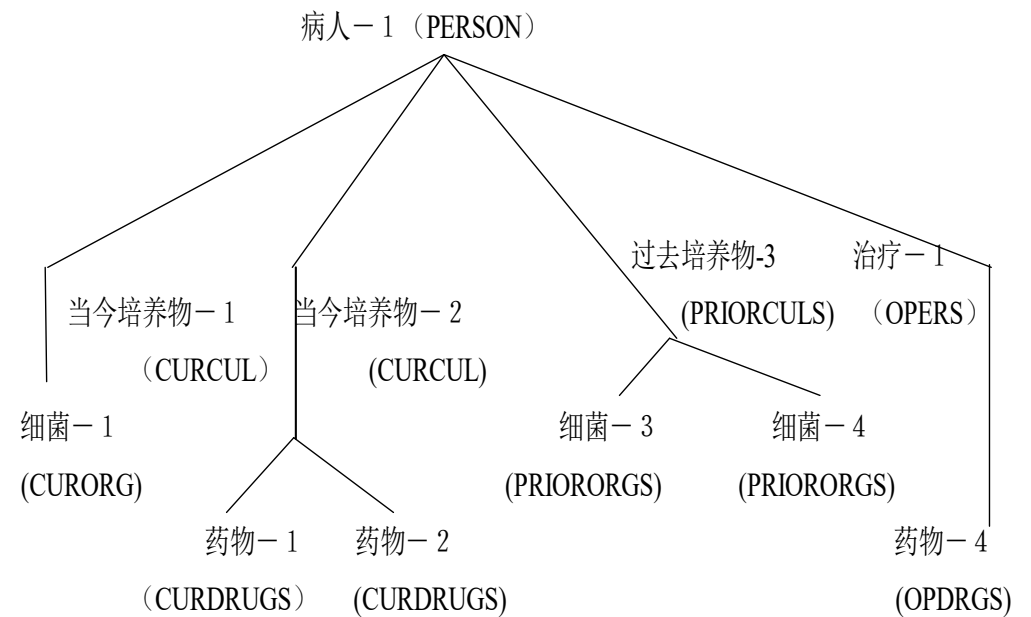 病人－１（PERSON）
过去培养物-3 治疗－１
(PRIORCULS) （OPERS）
当今培养物－１ 当今培养物－２
（CURCUL） (CURCUL)
细菌－１ 细菌－３ 细菌－４
(CURORG) (PRIORORGS) (PRIORORGS)
药物－１ 药物－２ 药物－４
（CURDRUGS） (CURDRUGS) (OPDRGS)